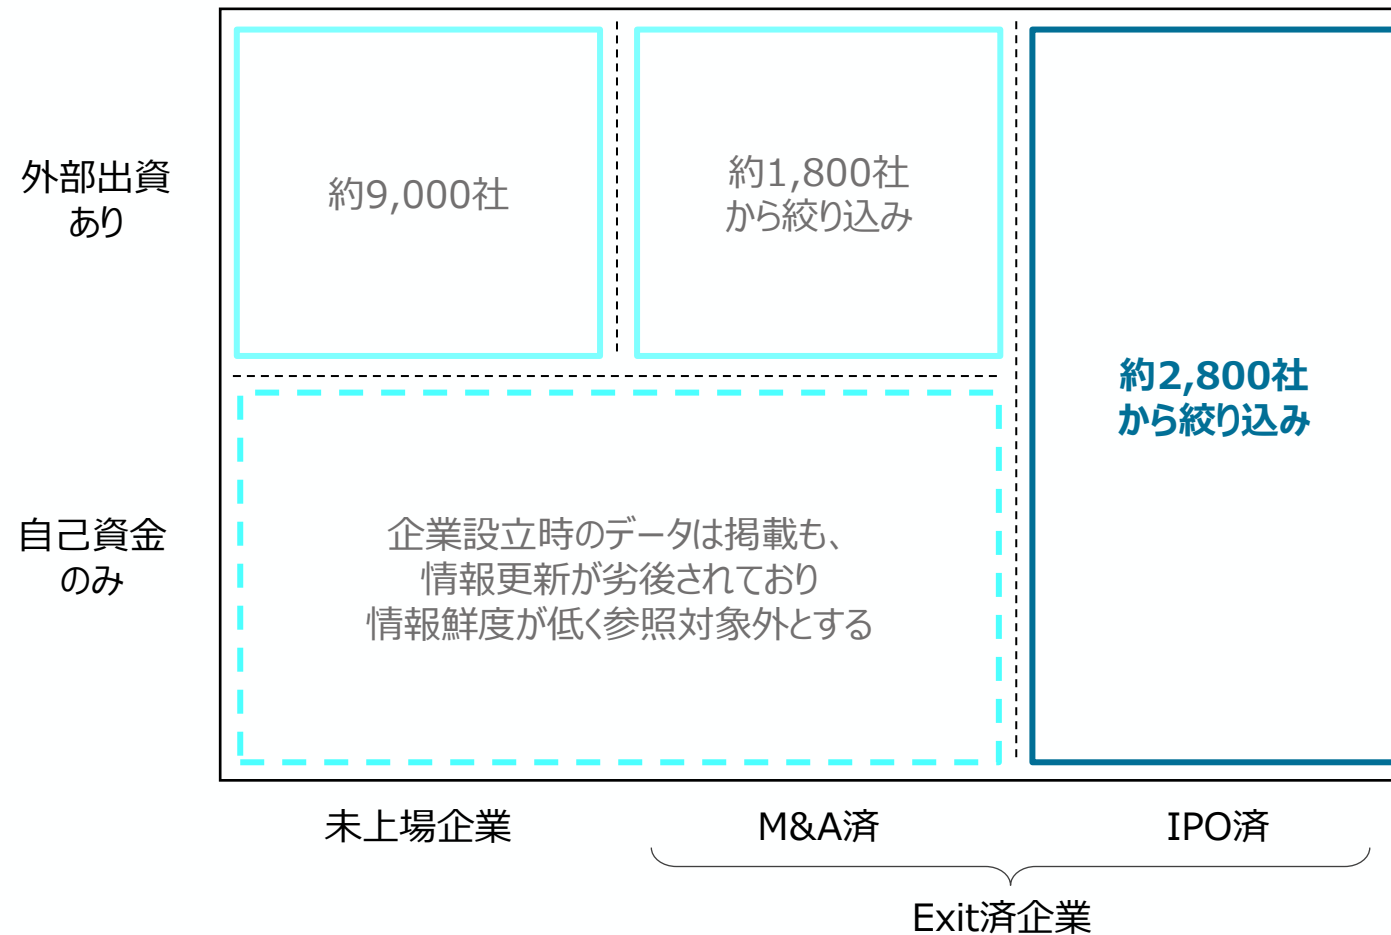 外部出資
あり
約9,000社
約1,800社
から絞り込み
約2,800社
から絞り込み
自己資金
のみ
企業設立時のデータは掲載も、
情報更新が劣後されており
情報鮮度が低く参照対象外とする
未上場企業
M&A済
IPO済
Exit済企業